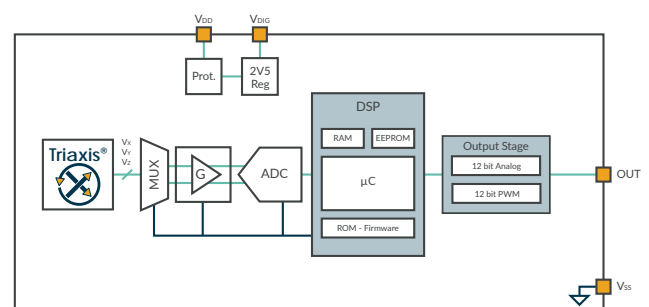 VDD
VDIG
Prot.
2V5
Reg
DSP
RAM
EEPROM
Output Stage
12 bit Analog
12 bit PWM
Triaxis®
VX
VY
VZ
MUX
G
ADC
µC
OUT
ROM - Firmware
VSS